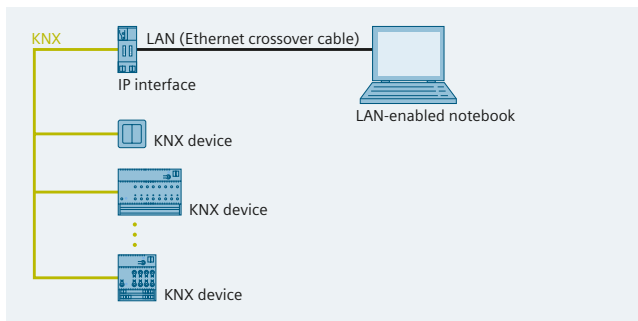 KNX
LAN (Ethernet crossover cable)
IP interface
LAN-enabled notebook
KNX device
KNX device
KNX device